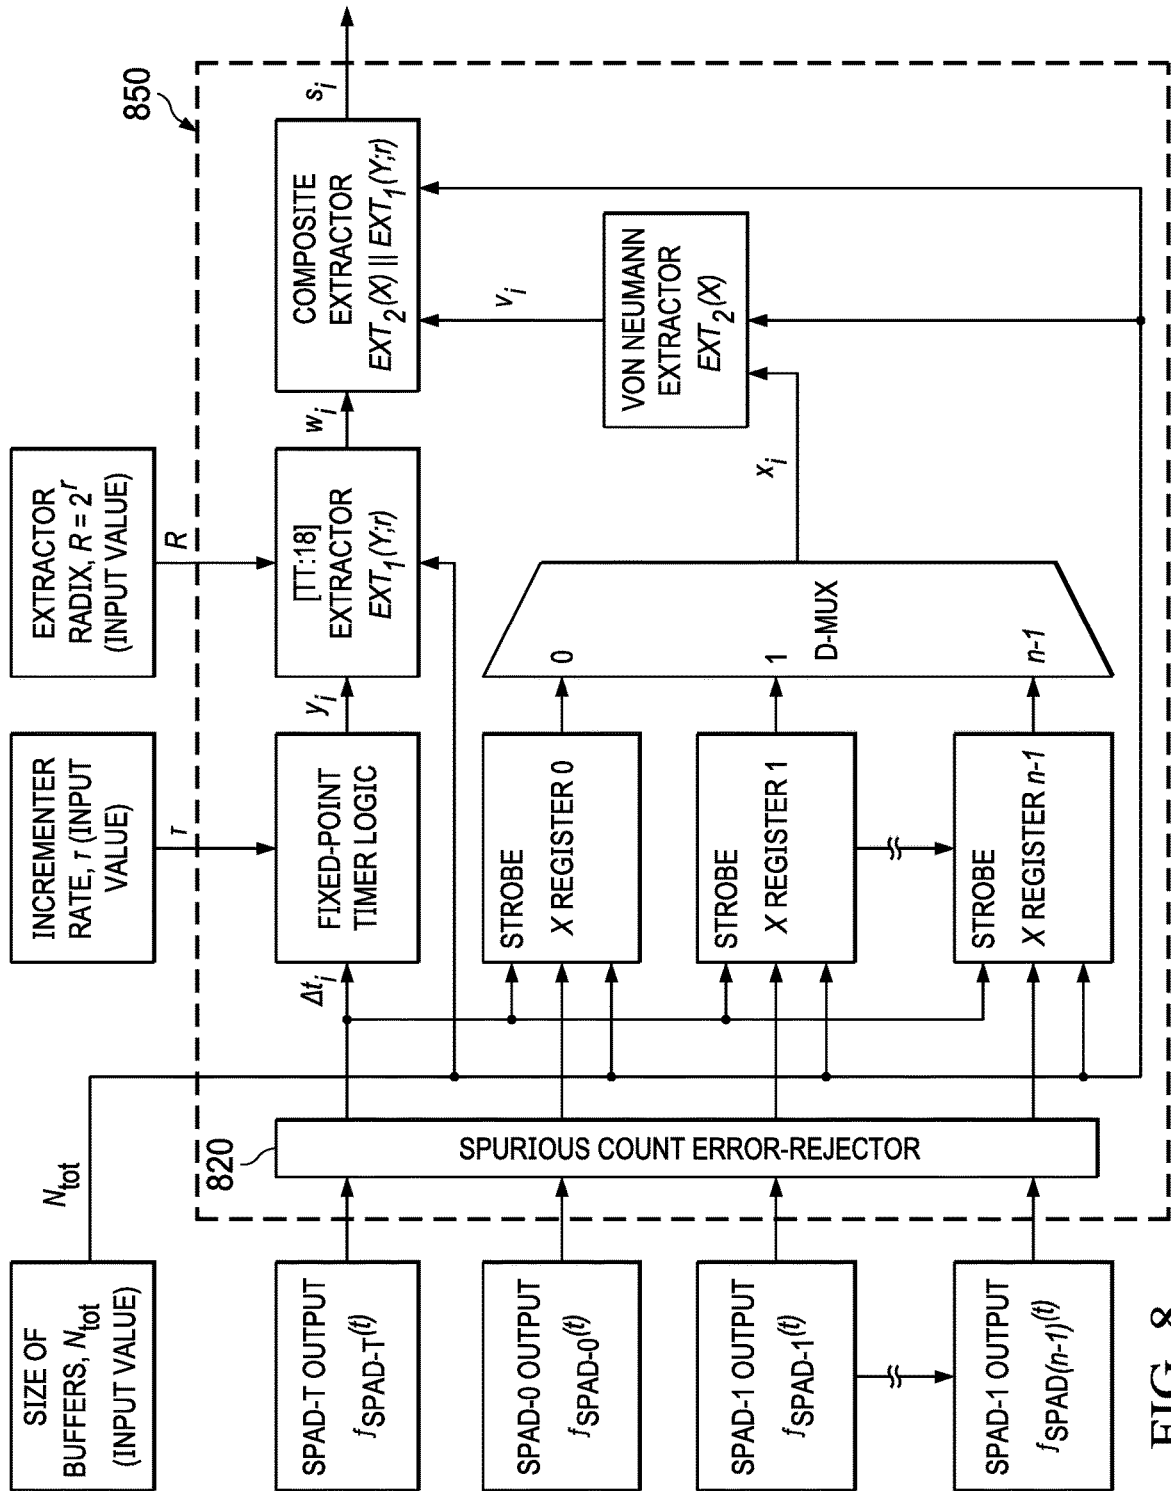 SIZE OF
BUFFERS, N_tot
(INPUT VALUE)
N_tot
INCREMENTER
RATE, τ (INPUT
VALUE)
τ
EXTRACTOR
RADIX, R = 2^r
(INPUT VALUE)
R
850
SPAD-T OUTPUT
f_SPAD-T(t)
820
SPURIOUS COUNT ERROR-REJECTOR
Δt_i
FIXED-POINT
TIMER LOGIC
y_i
[TT:18]
EXTRACTOR
EXT_1(Y;r)
w_i
COMPOSITE
EXTRACTOR
EXT_2(X) || EXT_1(Y;r)
s_i
SPAD-0 OUTPUT
f_SPAD-0(t)
STROBE
X REGISTER 0
0
SPAD-1 OUTPUT
f_SPAD-1(t)
STROBE
X REGISTER 1
1
D-MUX
SPAD-1 OUTPUT
f_SPAD(n-1)(t)
STROBE
X REGISTER n-1
n-1
x_i
VON NEUMANN
EXTRACTOR
EXT_2(X)
v_i
FIG. 8